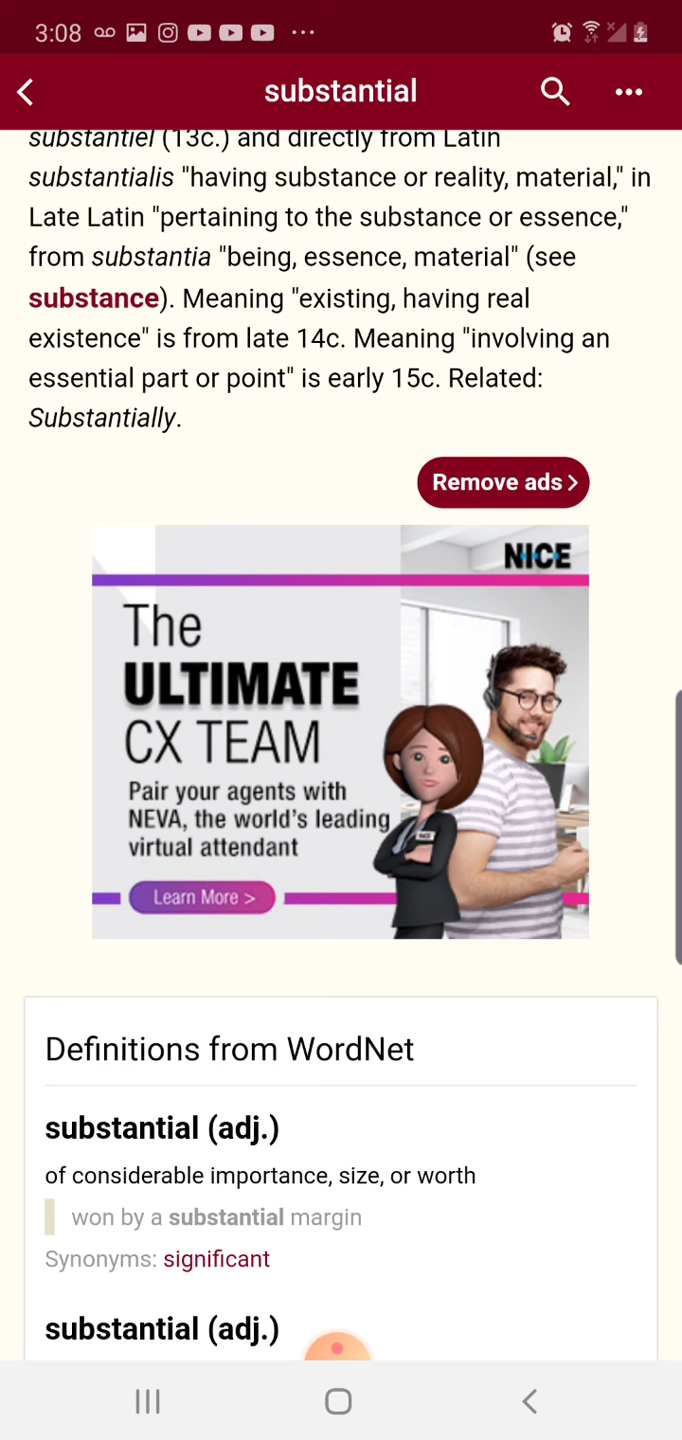 3:08
substantial
substantiel (13c.) and directly from Latin
substantialis "having substance or reality, material," in
Late Latin "pertaining to the substance or essence,"
from substantia "being, essence, material" (see
substance). Meaning "existing, having real
existence" is from late 14c. Meaning "involving an
essential part or point" is early 15c. Related:
Substantially.
Remove ads >
NICE
The
ULTIMATE
CX TEAM
Pair your agents with
NEVA, the world's leading
virtual attendant
Learn More >
Definitions from WordNet
substantial (adj.)
of considerable importance, size, or worth
won by a substantial margin
Synonyms: significant
substantial (adj.)